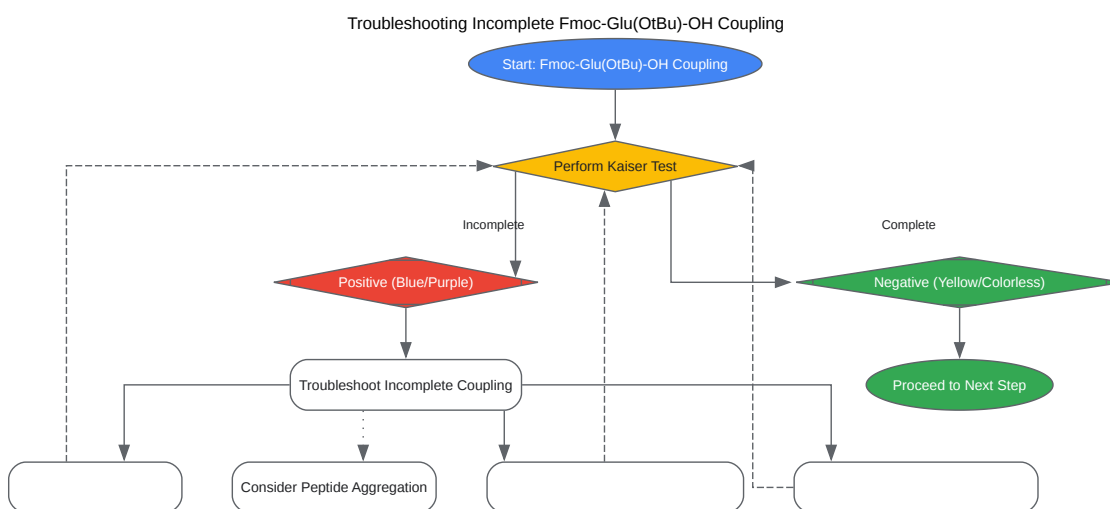 Troubleshooting Incomplete Fmoc-Glu(OtBu)-OH Coupling
Start: Fmoc-Glu(OtBu)-OH Coupling
Perform Kaiser Test
Incomplete
Complete
Positive (Blue/Purple)
Negative (Yellow/Colorless)
Troubleshoot Incomplete Coupling
Proceed to Next Step
Consider Peptide Aggregation